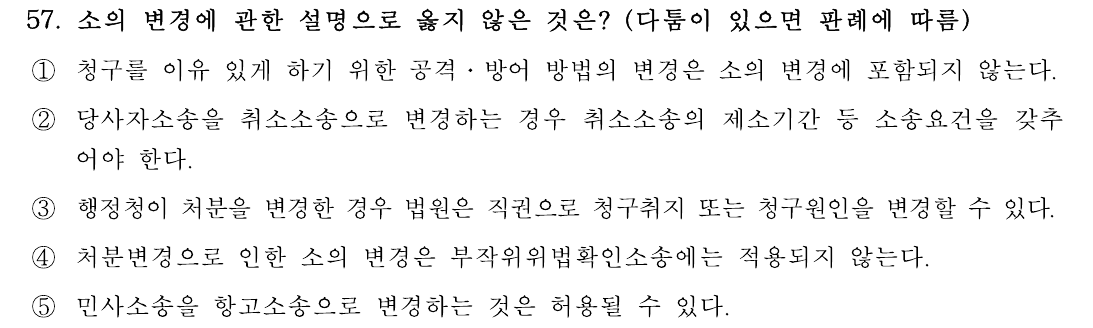 57. 소의 변경에 관한 설명으로 옳지 않은 것은? (다툼이 있으면 판례에 따름)
① 청구를 이유 있게 하기 위한 공격·방어 방법의 변경은 소의 변경에 포함되지 않는다.
② 당사자소송을 취소소송으로 변경하는 경우 취소소송의 제소기간 등 소송요건을 갖추
어야 한다.
③ 행정청이 처분을 변경한 경우 법원은 직권으로 청구취지 또는 청구원인을 변경할 수 있다.
④ 처분변경으로 인한 소의 변경은 부작위위법확인소송에는 적용되지 않는다.
⑤ 민사소송을 항고소송으로 변경하는 것은 허용될 수 있다.